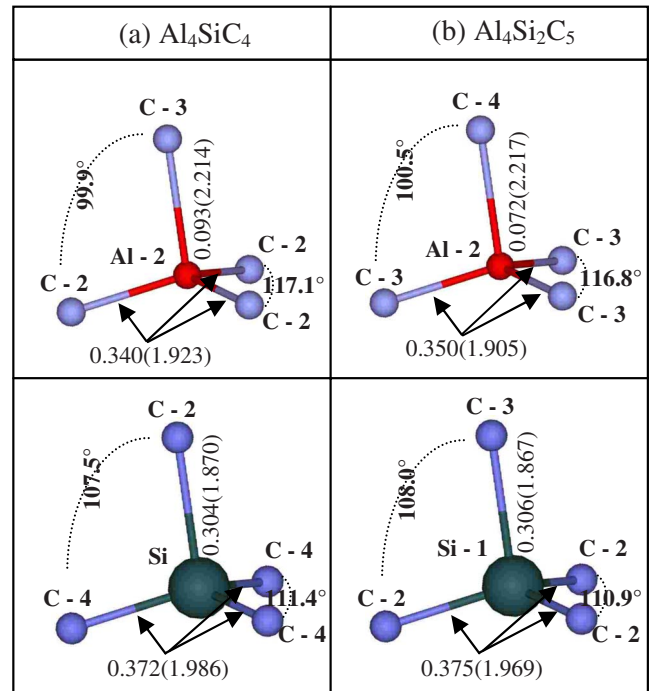 (a) Al₄SiC₄
(b) Al₄Si₂C₅
C - 3
99.9°
0.093(2.214)
Al - 2
C - 2
C - 2
117.1°
C - 2
0.340(1.923)
C - 4
100.5°
0.072(2.217)
Al - 2
C - 3
C - 3
116.8°
C - 3
0.350(1.905)
C - 2
107.5°
0.304(1.870)
Si
C - 4
C - 4
111.4°
C - 4
0.372(1.986)
C - 3
108.0°
0.306(1.867)
Si - 1
C - 2
C - 2
110.9°
C - 2
0.375(1.969)